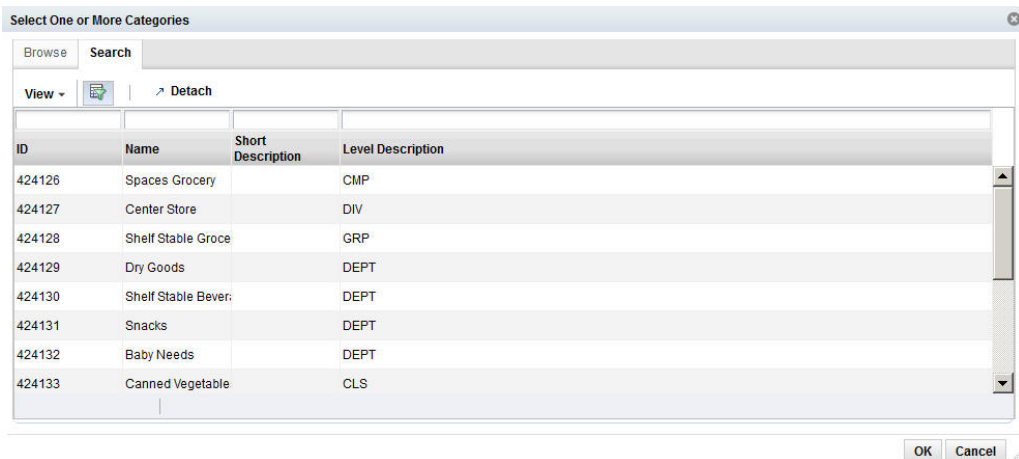 Select One or More Categories
Browse Search
View Detach
ID Name Short Description Level Description
424126 Spaces Grocery CMP
424127 Center Store DIV
424128 Shelf Stable Groce GRP
424129 Dry Goods DEPT
424130 Shelf Stable Bever DEPT
424131 Snacks DEPT
424132 Baby Needs DEPT
424133 Canned Vegetable CLS
OK Cancel